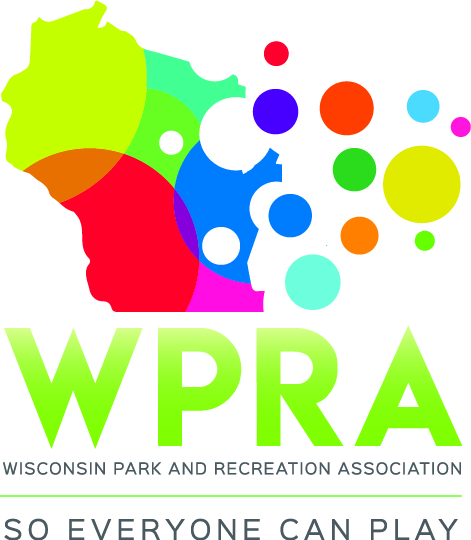 WPRA
WISCONSIN PARK AND RECREATION ASSOCIATION
SO EVERYONE CAN PLAY